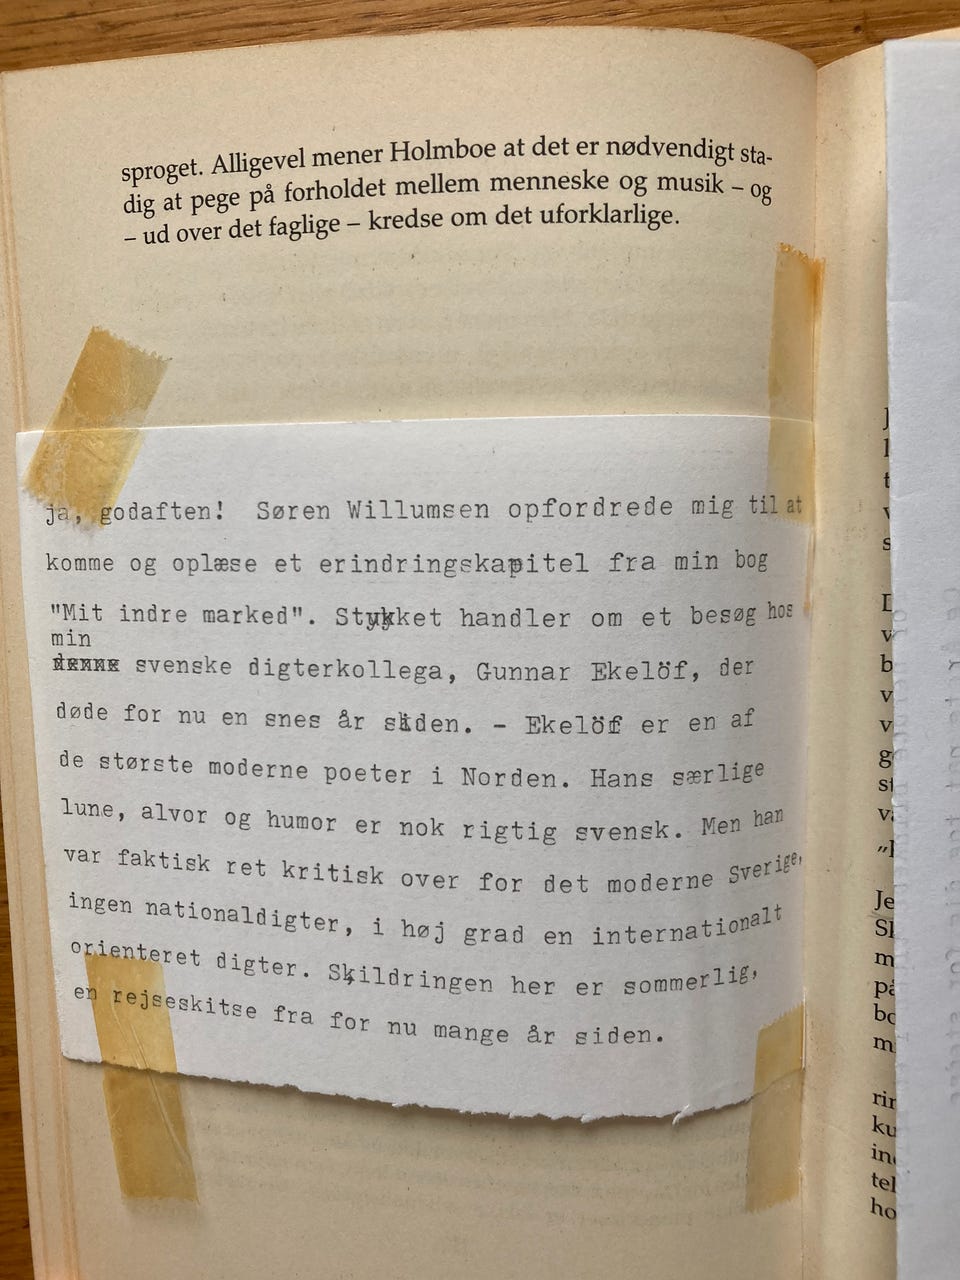 sproget. Alligevel mener Holmboe at det er nødvendigt sta-
dig at pege på forholdet mellem menneske og musik – og
– ud over det faglige – kredse om det uforklarlige.
ja, godaften! Søren Willumsen opfordrede mig til at
komme og oplæse et erindringskapitel fra min bog
"Mit indre marked". Stykket handler om et besøg hos
min
svenske digterkollega, Gunnar Ekelöf, der
døde for nu en snes år siden. – Ekelöf er en af
de største moderne poeter i Norden. Hans særlige
lune, alvor og humor er nok rigtig svensk. Men han
var faktisk ret kritisk over for det moderne Sverige,
ingen nationaldigter, i høj grad en internationalt
orienteret digter. Skildringen her er sommerlig,
en rejseskitse fra for nu mange år siden.